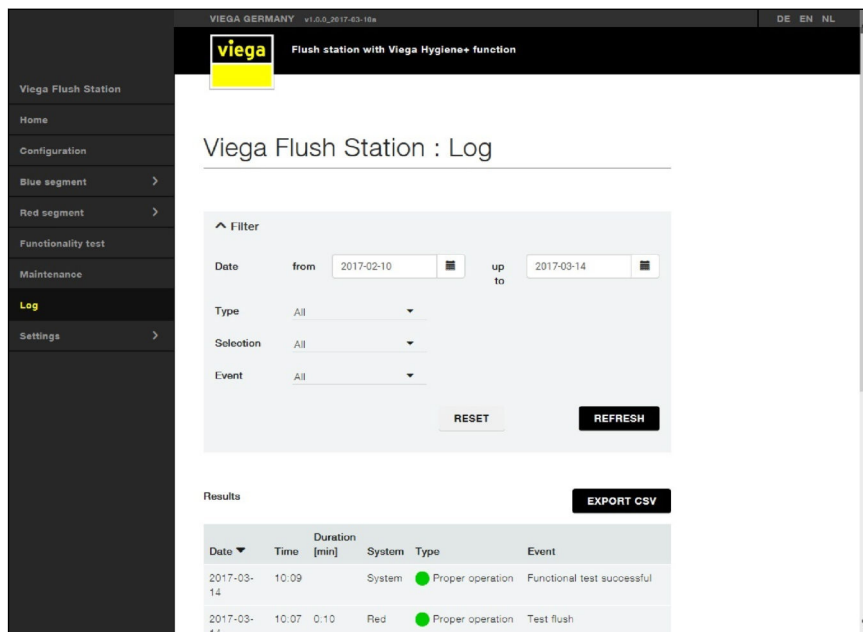 VIEGA GERMANY v1.0.0_2017-03-16a DE EN NL
viega Flush station with Viega Hygiene+ function
Viega Flush Station
Home
Configuration
Blue segment
Red segment
Functionality test
Maintenance
Log
Settings
Viega Flush Station : Log
Filter
Date from 2017-02-10 up to 2017-03-14
Type All
Selection All
Event All
RESET REFRESH
Results EXPORT CSV
Date Time Duration [min] System Type Event
2017-03-14 10:09 System Proper operation Functional test successful
2017-03-14 10:07 0:10 Red Proper operation Test flush